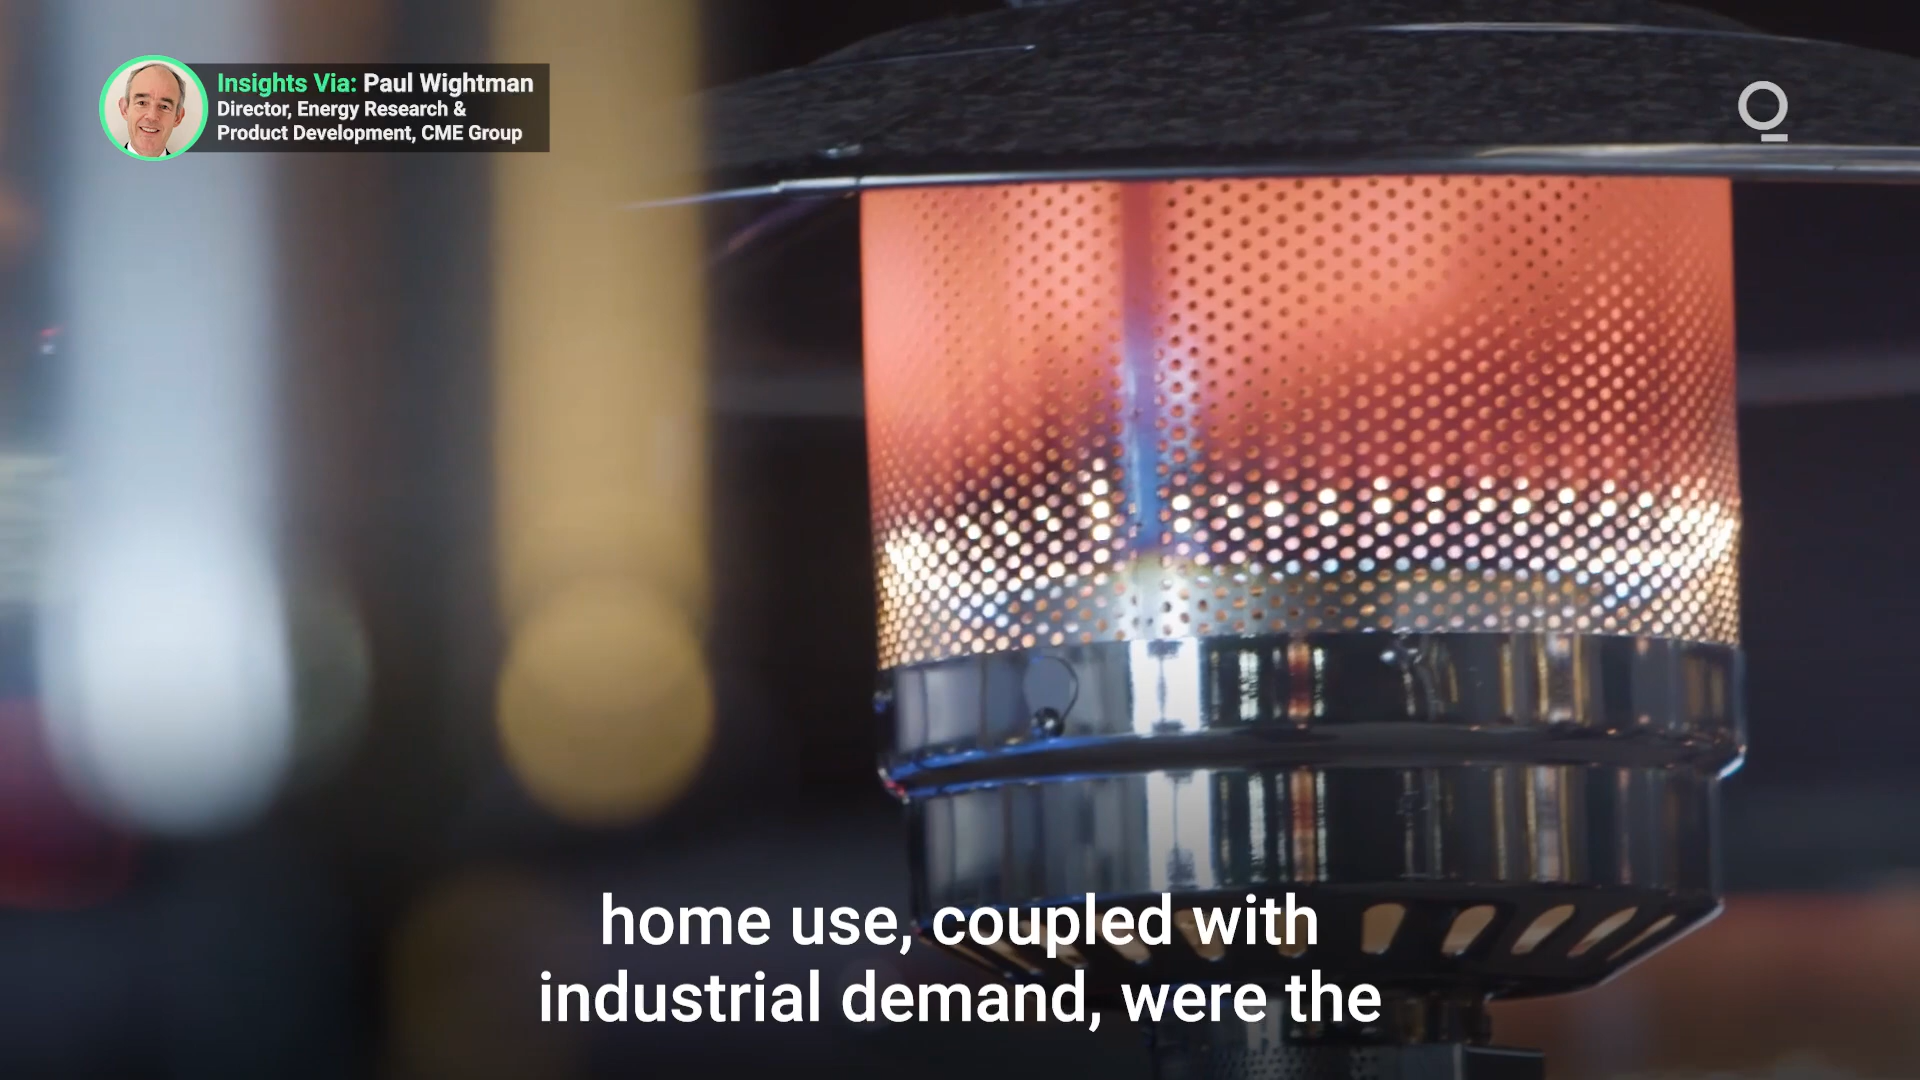 Insights Via: Paul Wightman
Director, Energy Research &
Product Development, CME Group
home use, coupled with
industrial demand, were the